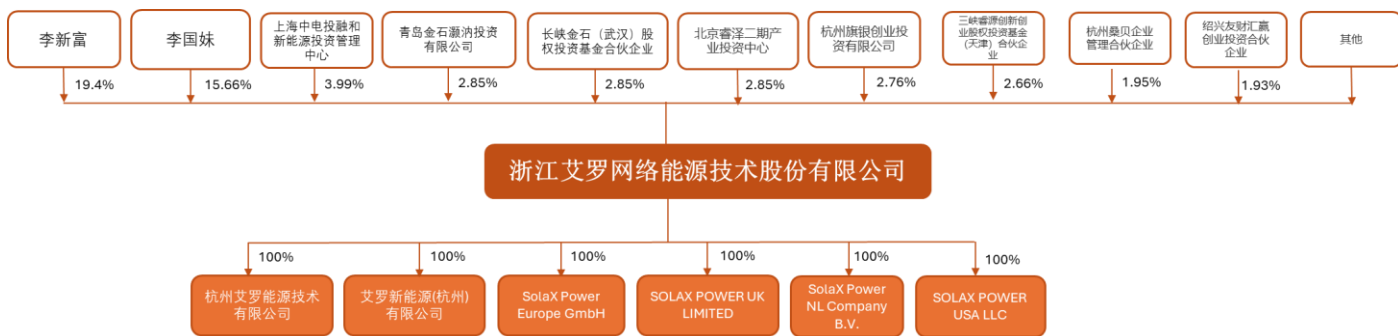 李新富
李国妹
上海中电投融和
新能源投资管理
中心
青岛金石灏汭投资
有限公司
长峡金石（武汉）股
权投资基金合伙企业
北京睿泽二期产
业投资中心
杭州旗银创业投
资有限公司
三峡睿源创新创
业股权投资基金
（天津）合伙企
业
杭州桑贝企业
管理合伙企业
绍兴友财汇赢
创业投资合伙
企业
其他
19.4%
15.66%
3.99%
2.85%
2.85%
2.85%
2.76%
2.66%
1.95%
1.93%
浙江艾罗网络能源技术股份有限公司
100%
100%
100%
100%
100%
100%
杭州艾罗能源技术
有限公司
艾罗新能源(杭州)
有限公司
SolaX Power
Europe GmbH
SOLAX POWER UK
LIMITED
SolaX Power
NL Company
B.V.
SOLAX POWER
USA LLC